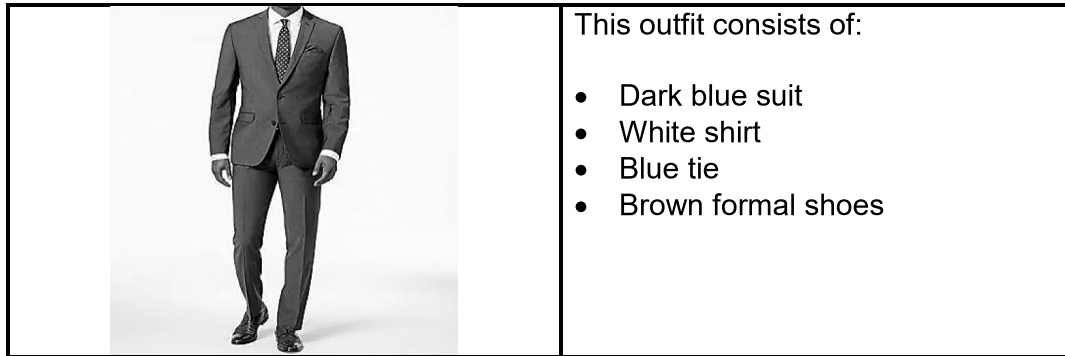 This outfit consists of:
• Dark blue suit
• White shirt
• Blue tie
• Brown formal shoes